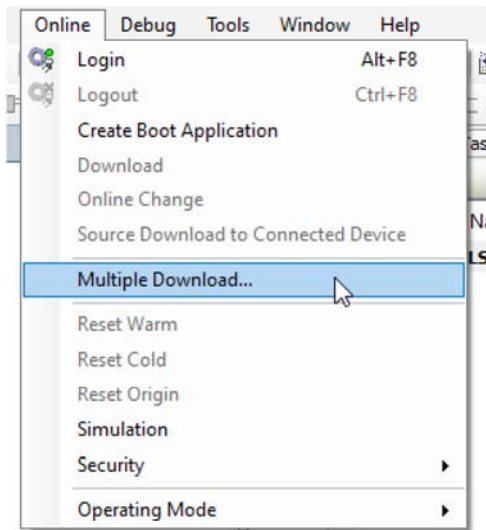 Online Debug Tools Window Help
Login Alt+F8
Logout Ctrl+F8
Create Boot Application
Download
Online Change
Source Download to Connected Device
Multiple Download...
Reset Warm
Reset Cold
Reset Origin
Simulation
Security
Operating Mode